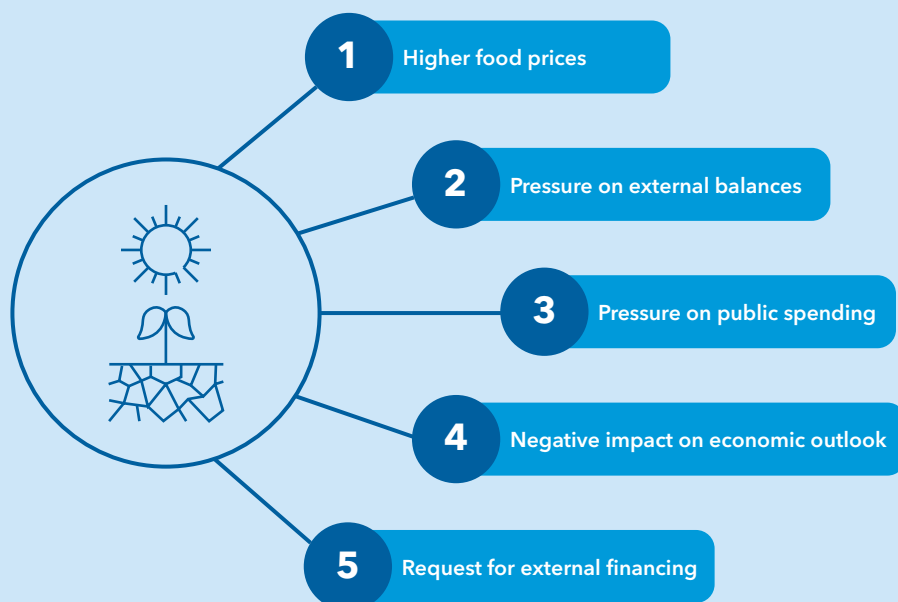 1 Higher food prices
2 Pressure on external balances
3 Pressure on public spending
4 Negative impact on economic outlook
5 Request for external financing